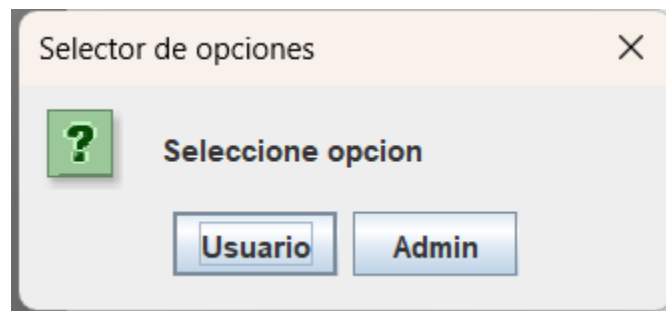 Selector de opciones
?
Seleccione opcion
Usuario Admin